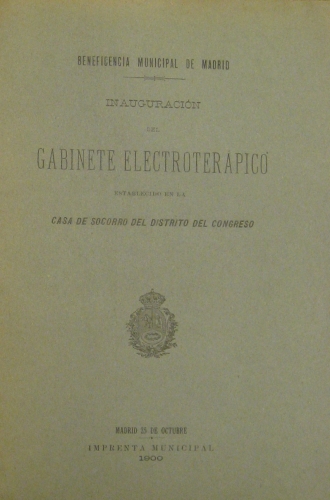 BENEFICENCIA MUNICIPAL DE MADRID
INAUGURACIÓN
DEL
GABINETE ELECTROTERÁPICO
ESTABLECIDO EN LA
CASA DE SOCORRO DEL DISTRITO DEL CONGRESO
MADRID 25 DE OCTUBRE
IMPRENTA MUNICIPAL
1900